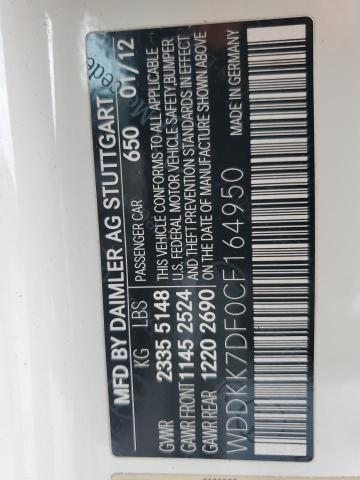 MFD BY DAIMLER AG STUTTGART
KG LBS PASSENGER CAR 650 01/12
GVWR 2335 5148
GAWR FRONT 1145 2524
GAWR REAR 1220 2690
THIS VEHICLE CONFORMS TO ALL APPLICABLE
U.S. FEDERAL MOTOR VEHICLE SAFETY,BUMPER
AND THEFT PREVENTION STANDARDS IN EFFECT
ON THE DATE OF MANUFACTURE SHOWN ABOVE
WDDKK7DF0CF164950 MADE IN GERMANY